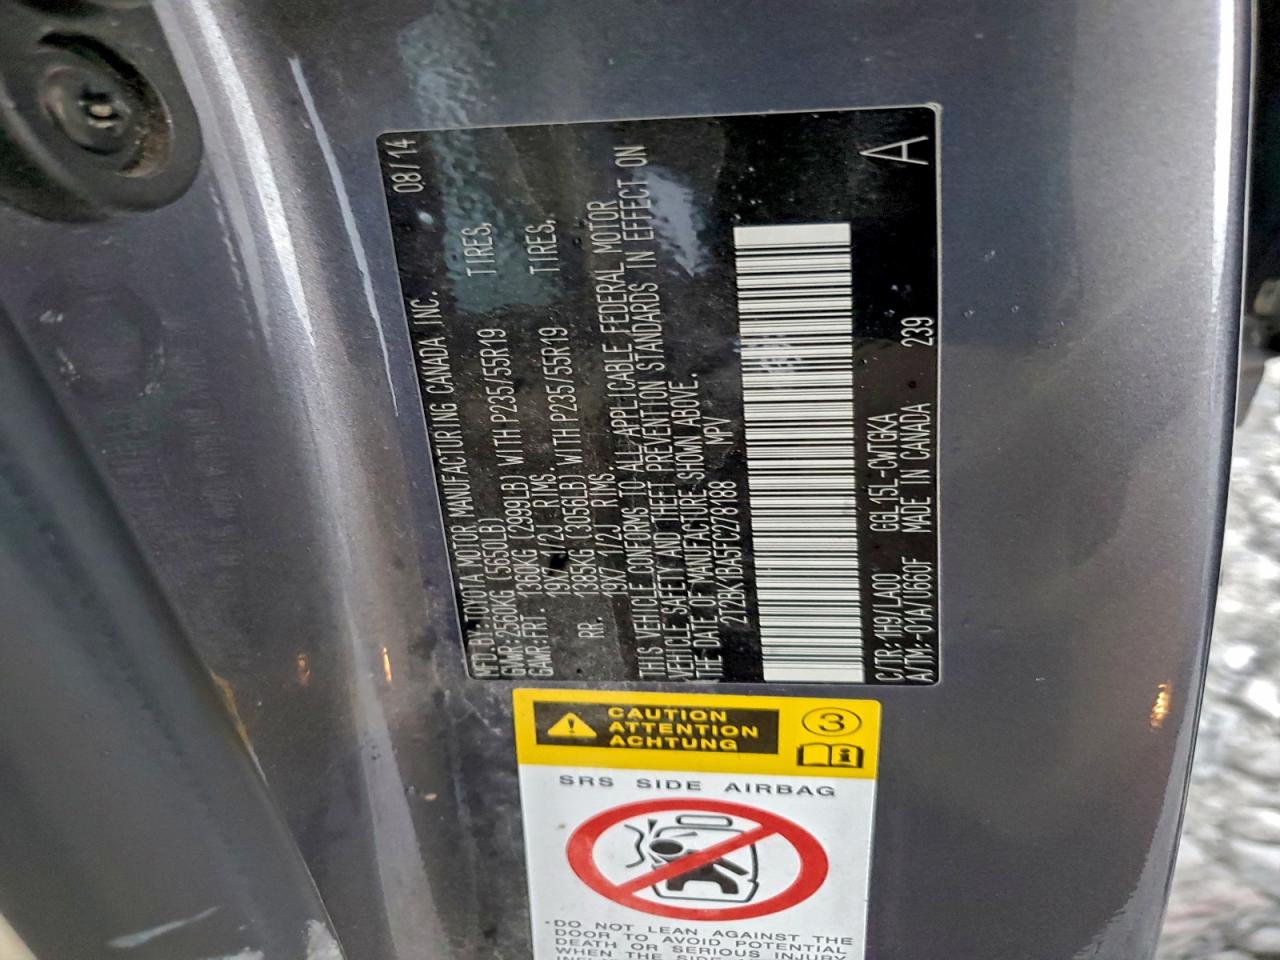 MFD.BY:TOYOTA MOTOR MANUFACTURING CANADA INC. 08/14
GVWR:2560KG (5650LB)
GAWR:FRT. 1360KG (2999LB) WITH P235/55R19 TIRES,
19X7 1/2J RIMS.
RR. 1385KG (3056LB) WITH P235/55R19 TIRES,
19X7 1/2J RIMS.
THIS VEHICLE CONFORMS TO ALL APPLICABLE FEDERAL MOTOR
VEHICLE SAFETY AND THEFT PREVENTION STANDARDS IN EFFECT ON
THE DATE OF MANUFACTURE SHOWN ABOVE.
2T2BK1BA5FC278188 MPV
C/TR:1H9/LA00 GGL15L-CWTGKA
A/TM:-01A/U660F MADE IN CANADA 239
A
CAUTION
ATTENTION
ACHTUNG
3
SRS SIDE AIRBAG
·DO NOT LEAN AGAINST THE
DOOR TO AVOID POTENTIAL
DEATH OR SERIOUS INJURY
WHEN THE SIDE